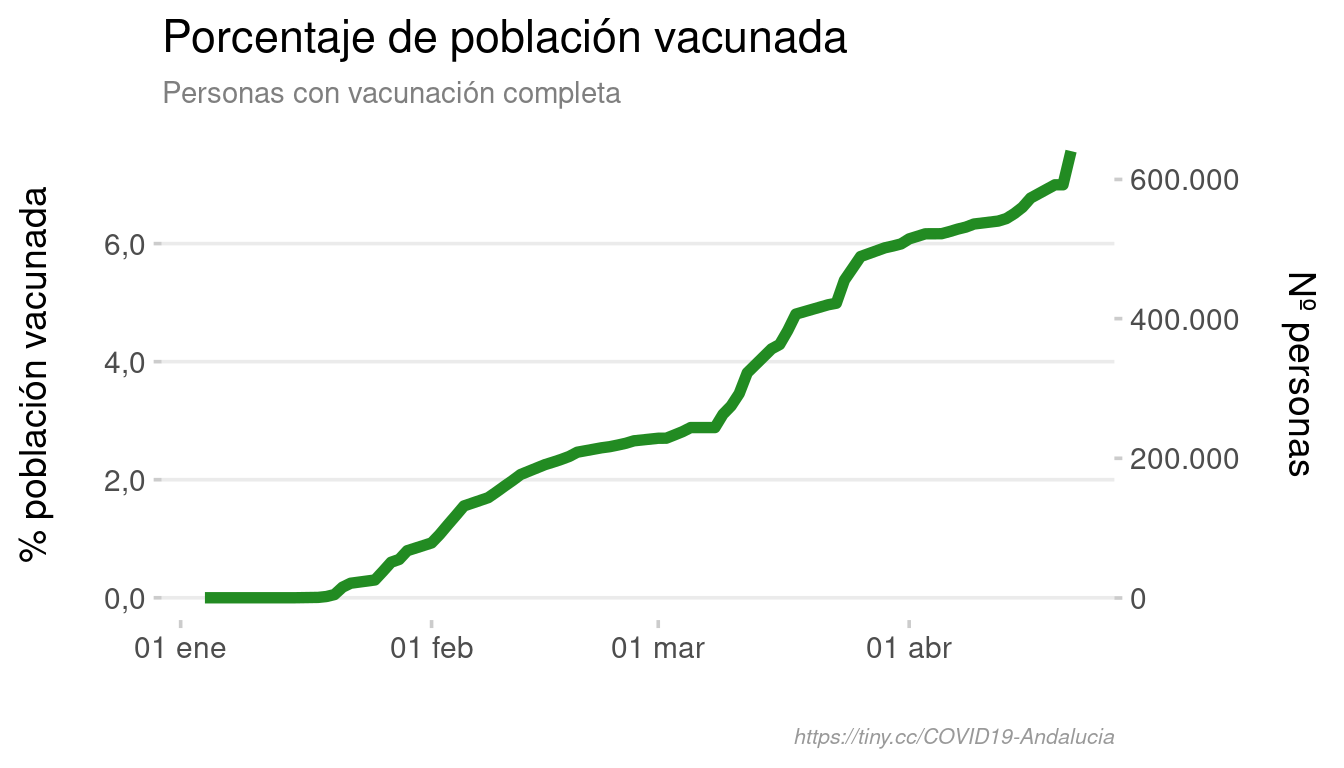 Porcentaje de población vacunada
Personas con vacunación completa
% población vacunada
6,0
4,0
2,0
0,0
600.000
400.000
200.000
0
Nº personas
01 ene
01 feb
01 mar
01 abr
https://tiny.cc/COVID19-Andalucia